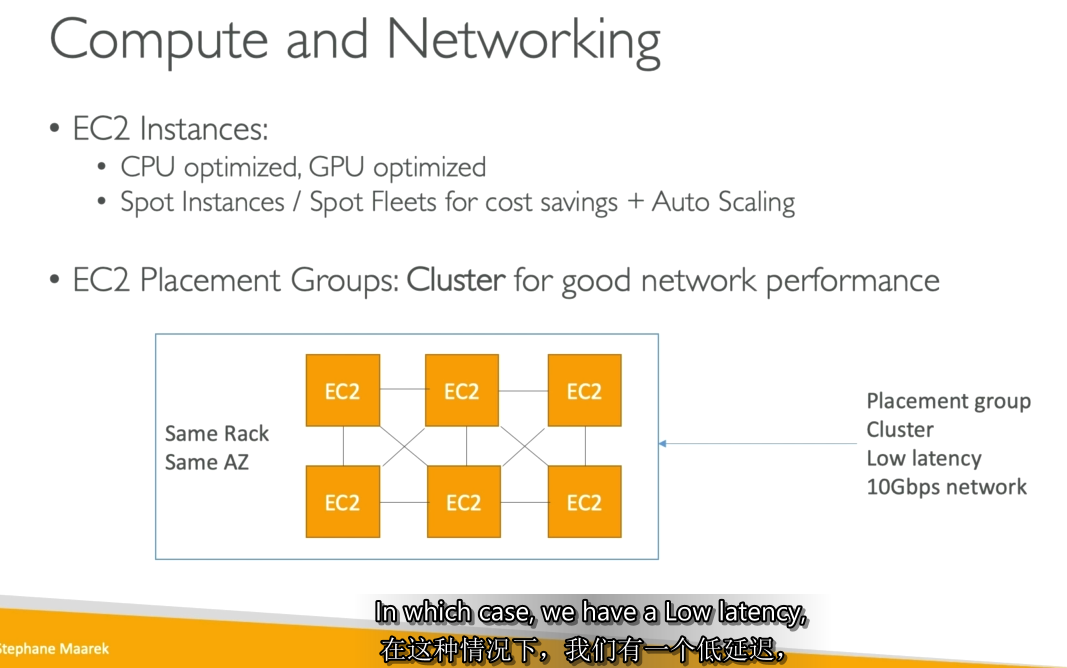 Compute and Networking
• EC2 Instances:
• CPU optimized, GPU optimized
• Spot Instances / Spot Fleets for cost savings + Auto Scaling
• EC2 Placement Groups: Cluster for good network performance
Same Rack
Same AZ
EC2 EC2 EC2
EC2 EC2 EC2
Placement group
Cluster
Low latency
10Gbps network
In which case, we have a Low latency,
在这种情况下，我们有一个低延迟，
Stephane Maarek